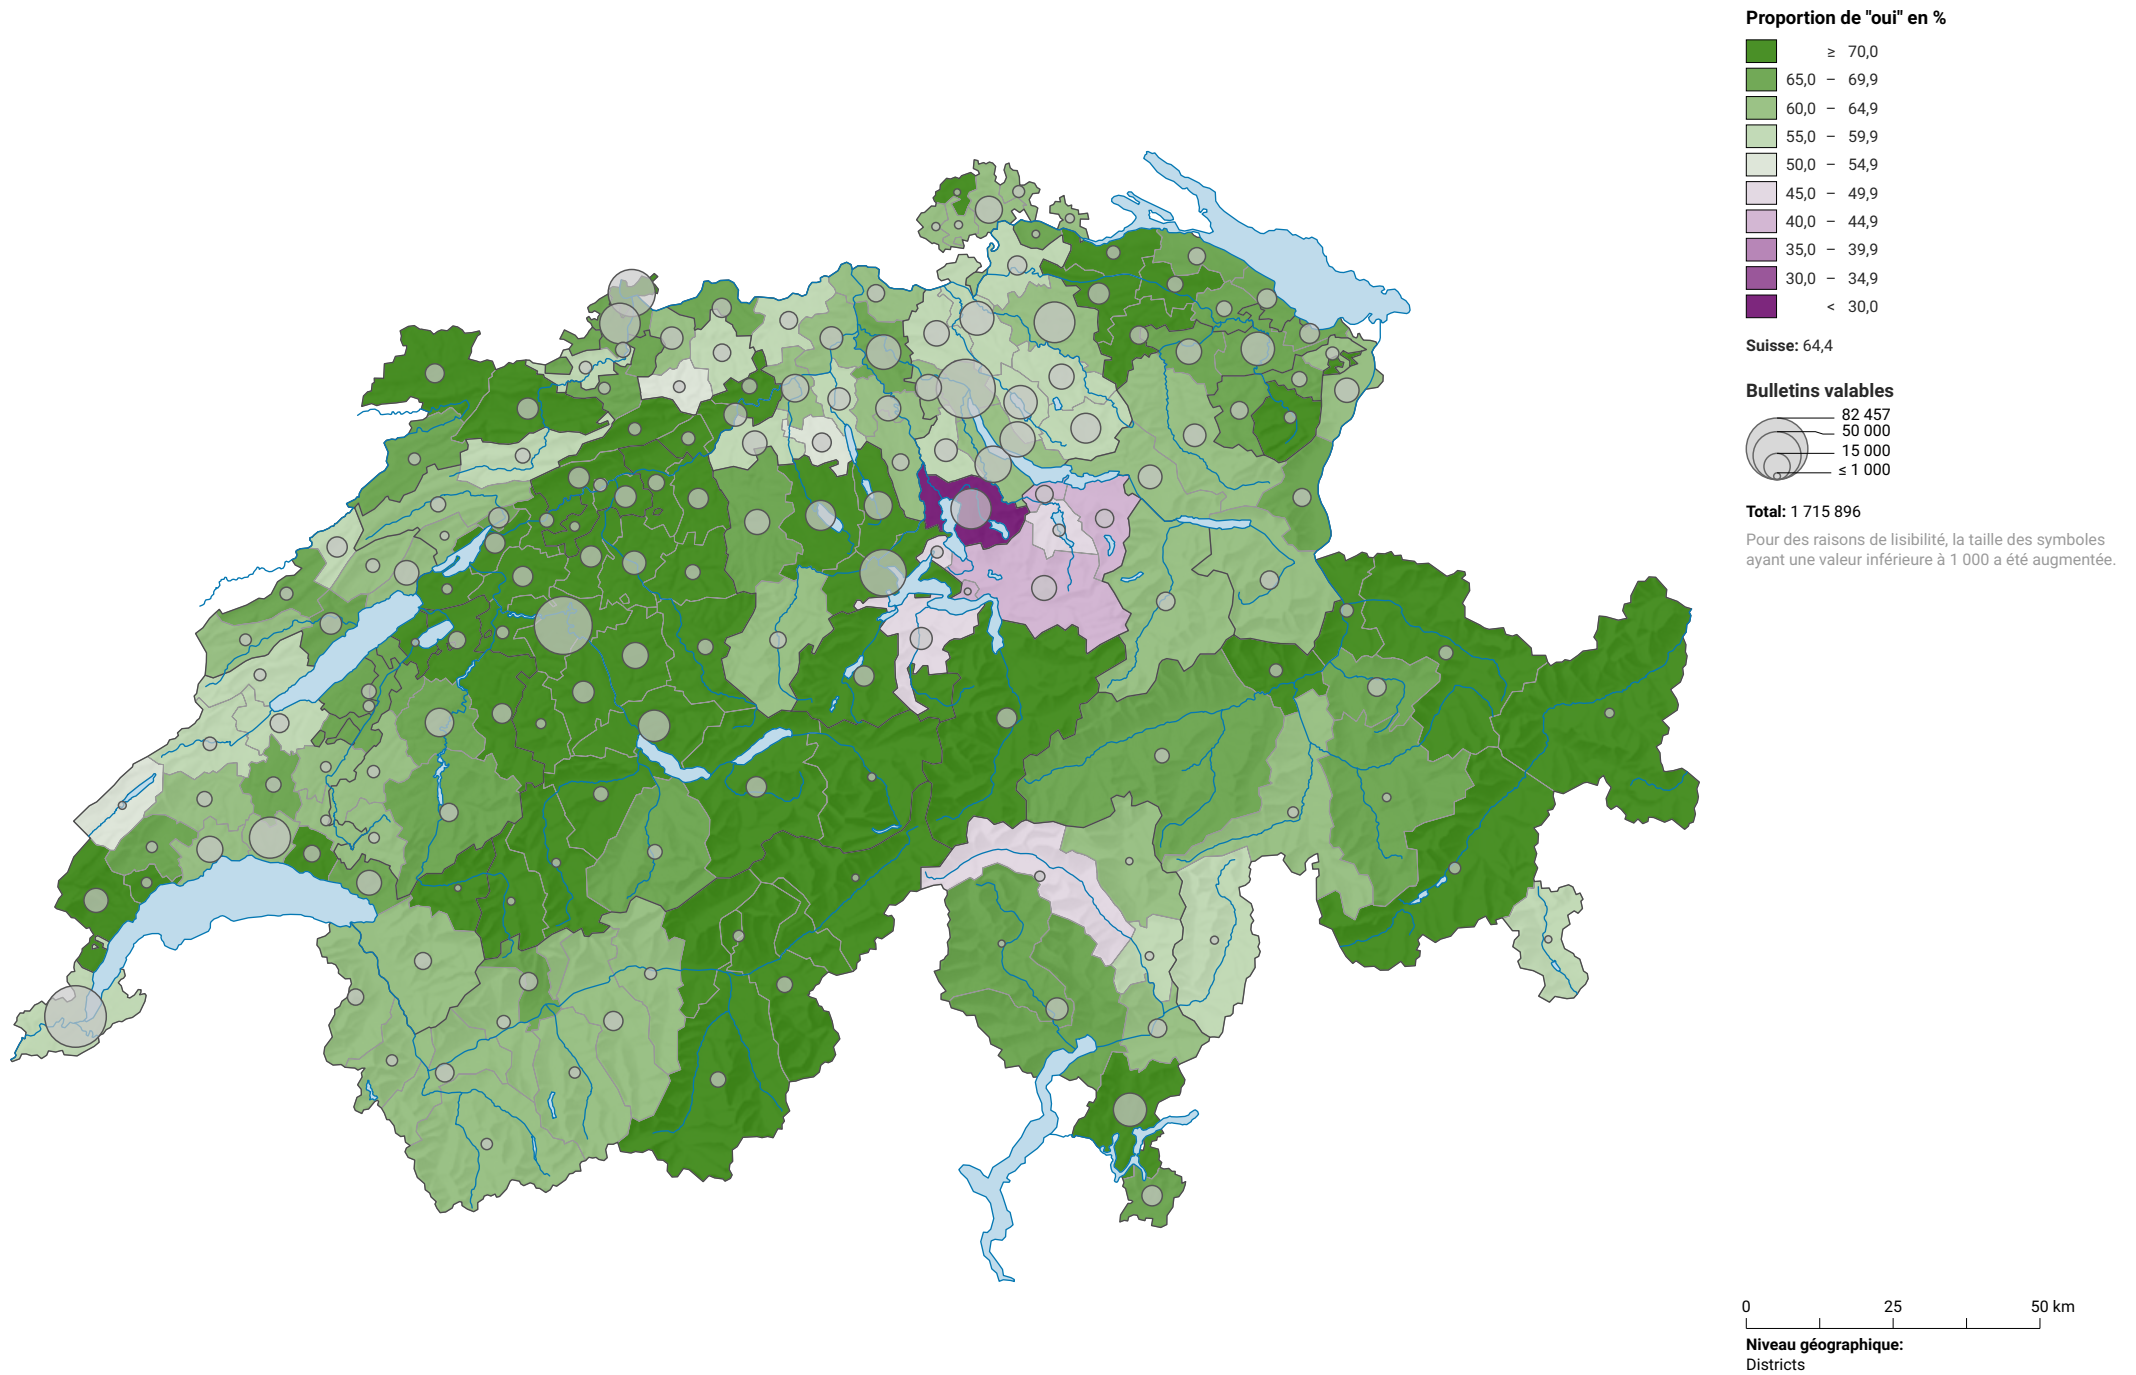 Proportion de "oui" en %
≥ 70,0
65,0 – 69,9
60,0 – 64,9
55,0 – 59,9
50,0 – 54,9
45,0 – 49,9
40,0 – 44,9
35,0 – 39,9
30,0 – 34,9
< 30,0
Suisse: 64,4
Bulletins valables
82 457
50 000
15 000
≤ 1 000
Total: 1 715 896
Pour des raisons de lisibilité, la taille des symboles
ayant une valeur inférieure à 1 000 a été augmentée.
0 25 50 km
Niveau géographique:
Districts